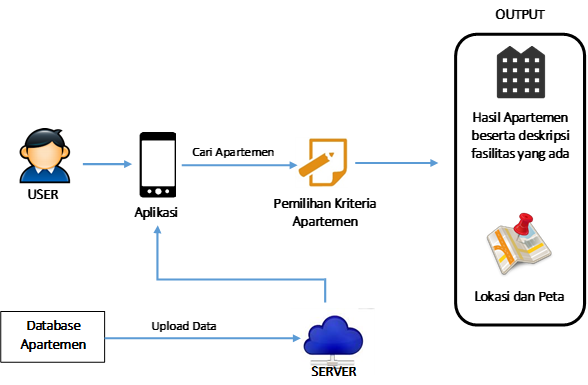 OUTPUT
Hasil Apartemen
beserta deskripsi
fasilitas yang ada
Cari Apartemen
USER
Aplikasi
Pemilihan Kriteria
Apartemen
Lokasi dan Peta
Database
Apartemen
Upload Data
SERVER